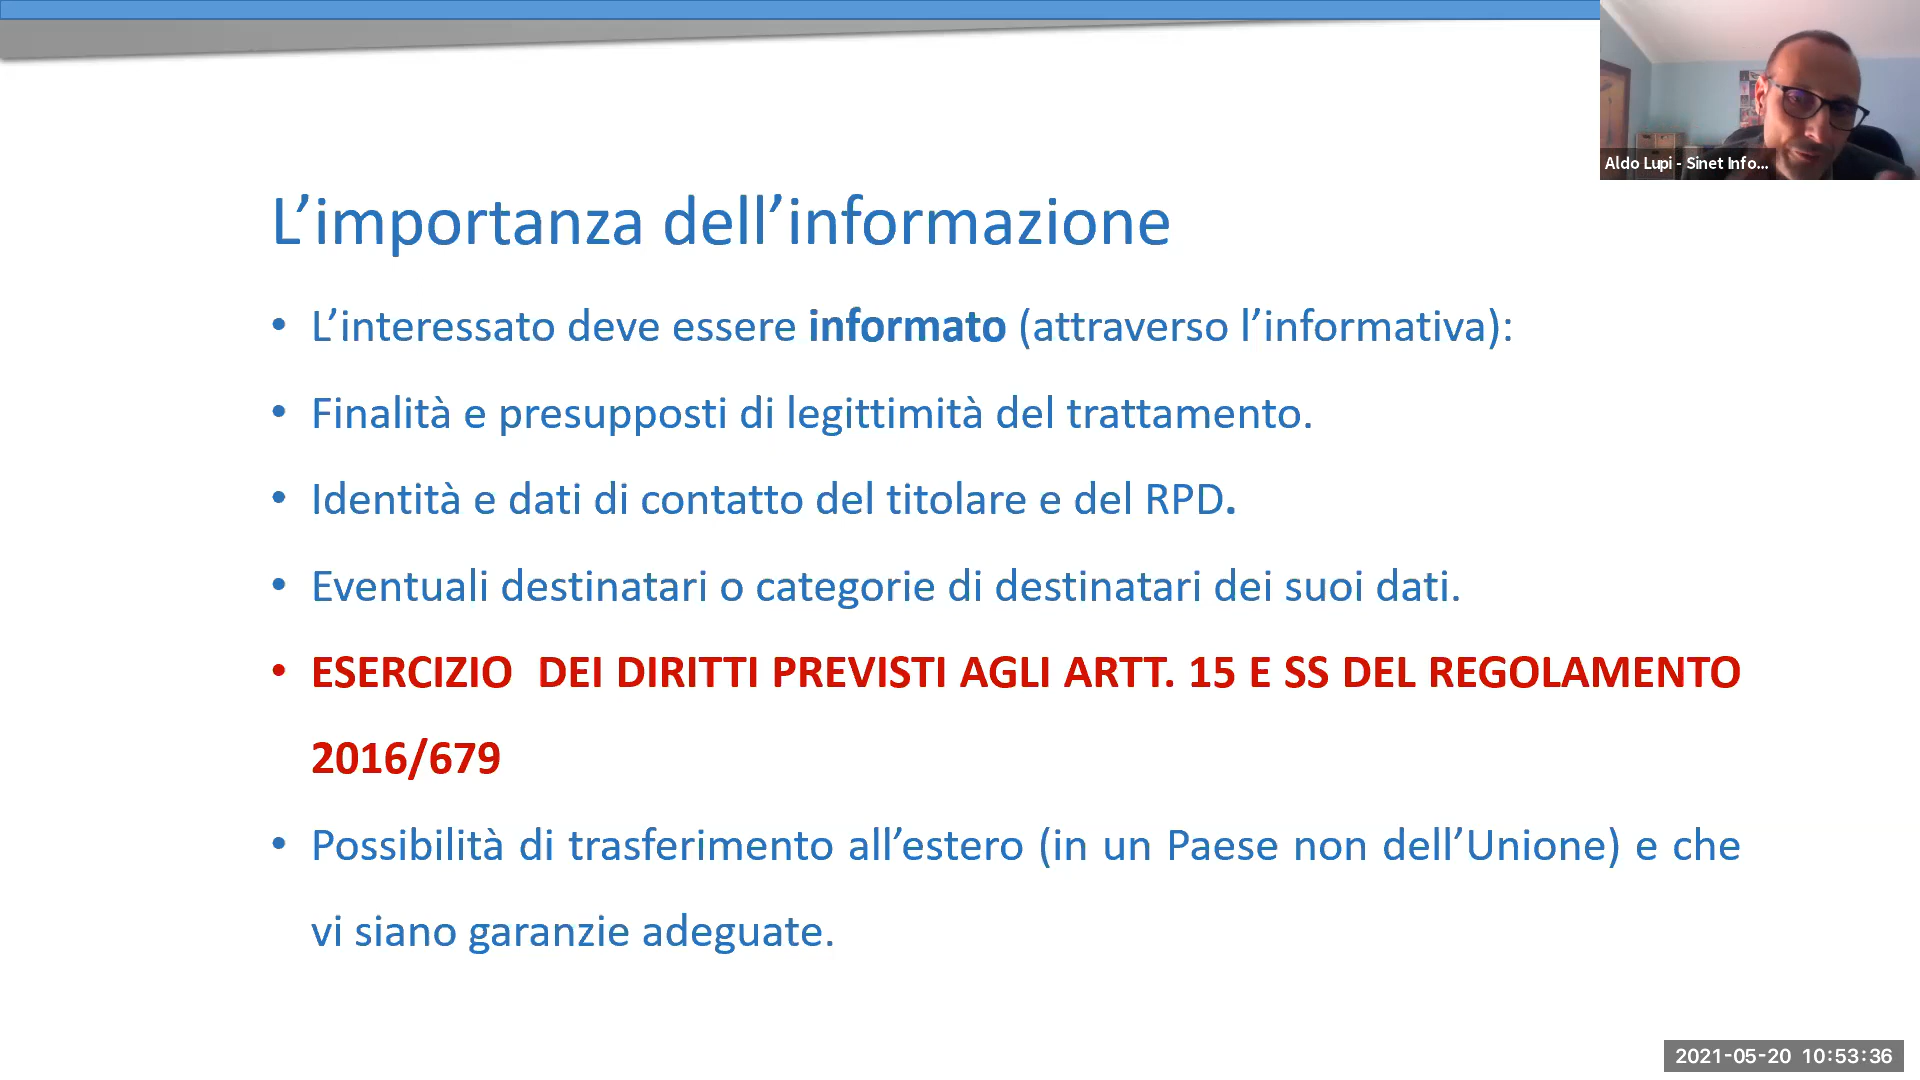 Aldo Lupi - Sinet Info...
L’importanza dell’informazione
• L’interessato deve essere informato (attraverso l’informativa):
• Finalità e presupposti di legittimità del trattamento.
• Identità e dati di contatto del titolare e del RPD.
• Eventuali destinatari o categorie di destinatari dei suoi dati.
• ESERCIZIO DEI DIRITTI PREVISTI AGLI ARTT. 15 E SS DEL REGOLAMENTO
2016/679
• Possibilità di trasferimento all’estero (in un Paese non dell’Unione) e che
vi siano garanzie adeguate.
2021-05-20 10:53:36